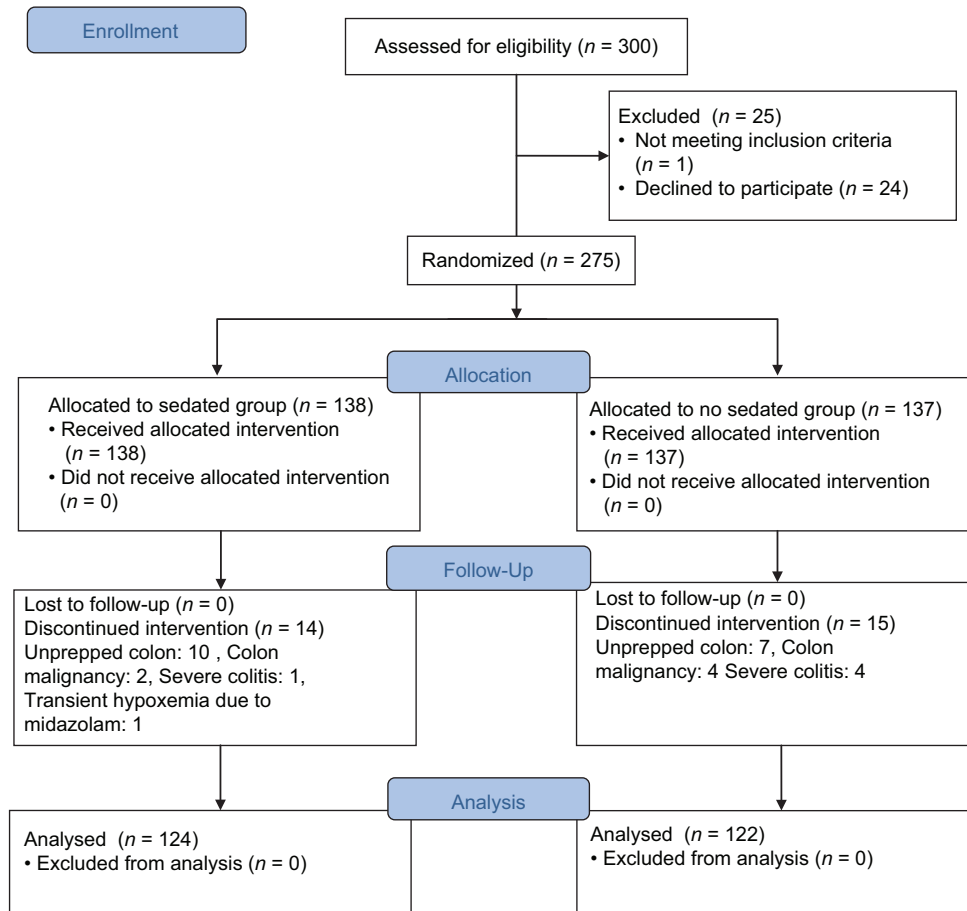 Enrollment
Assessed for eligibility (n = 300)
Excluded (n = 25)
• Not meeting inclusion criteria
(n = 1)
• Declined to participate (n = 24)
Randomized (n = 275)
Allocation
Allocated to sedated group (n = 138)
• Received allocated intervention
(n = 138)
• Did not receive allocated intervention
(n = 0)
Allocated to no sedated group (n = 137)
• Received allocated intervention
(n = 137)
• Did not receive allocated intervention
(n = 0)
Follow-Up
Lost to follow-up (n = 0)
Discontinued intervention (n = 14)
Unprepped colon: 10 , Colon
malignancy: 2, Severe colitis: 1,
Transient hypoxemia due to
midazolam: 1
Lost to follow-up (n = 0)
Discontinued intervention (n = 15)
Unprepped colon: 7, Colon
malignancy: 4 Severe colitis: 4
Analysis
Analysed (n = 124)
• Excluded from analysis (n = 0)
Analysed (n = 122)
• Excluded from analysis (n = 0)